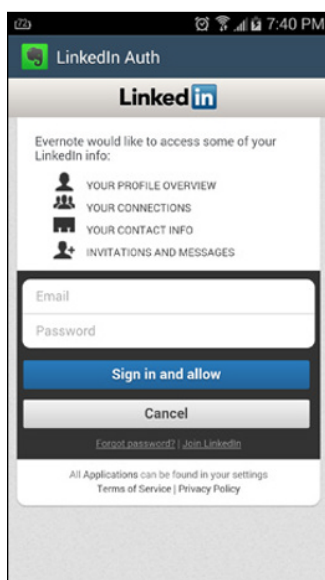 72
7:40 PM
LinkedIn Auth
Linked in
Evernote would like to access some of your
LinkedIn info:
YOUR PROFILE OVERVIEW
YOUR CONNECTIONS
YOUR CONTACT INFO
INVITATIONS AND MESSAGES
Email
Password
Sign in and allow
Cancel
Forgot password? | Join LinkedIn
All Applications can be found in your settings
Terms of Service | Privacy Policy